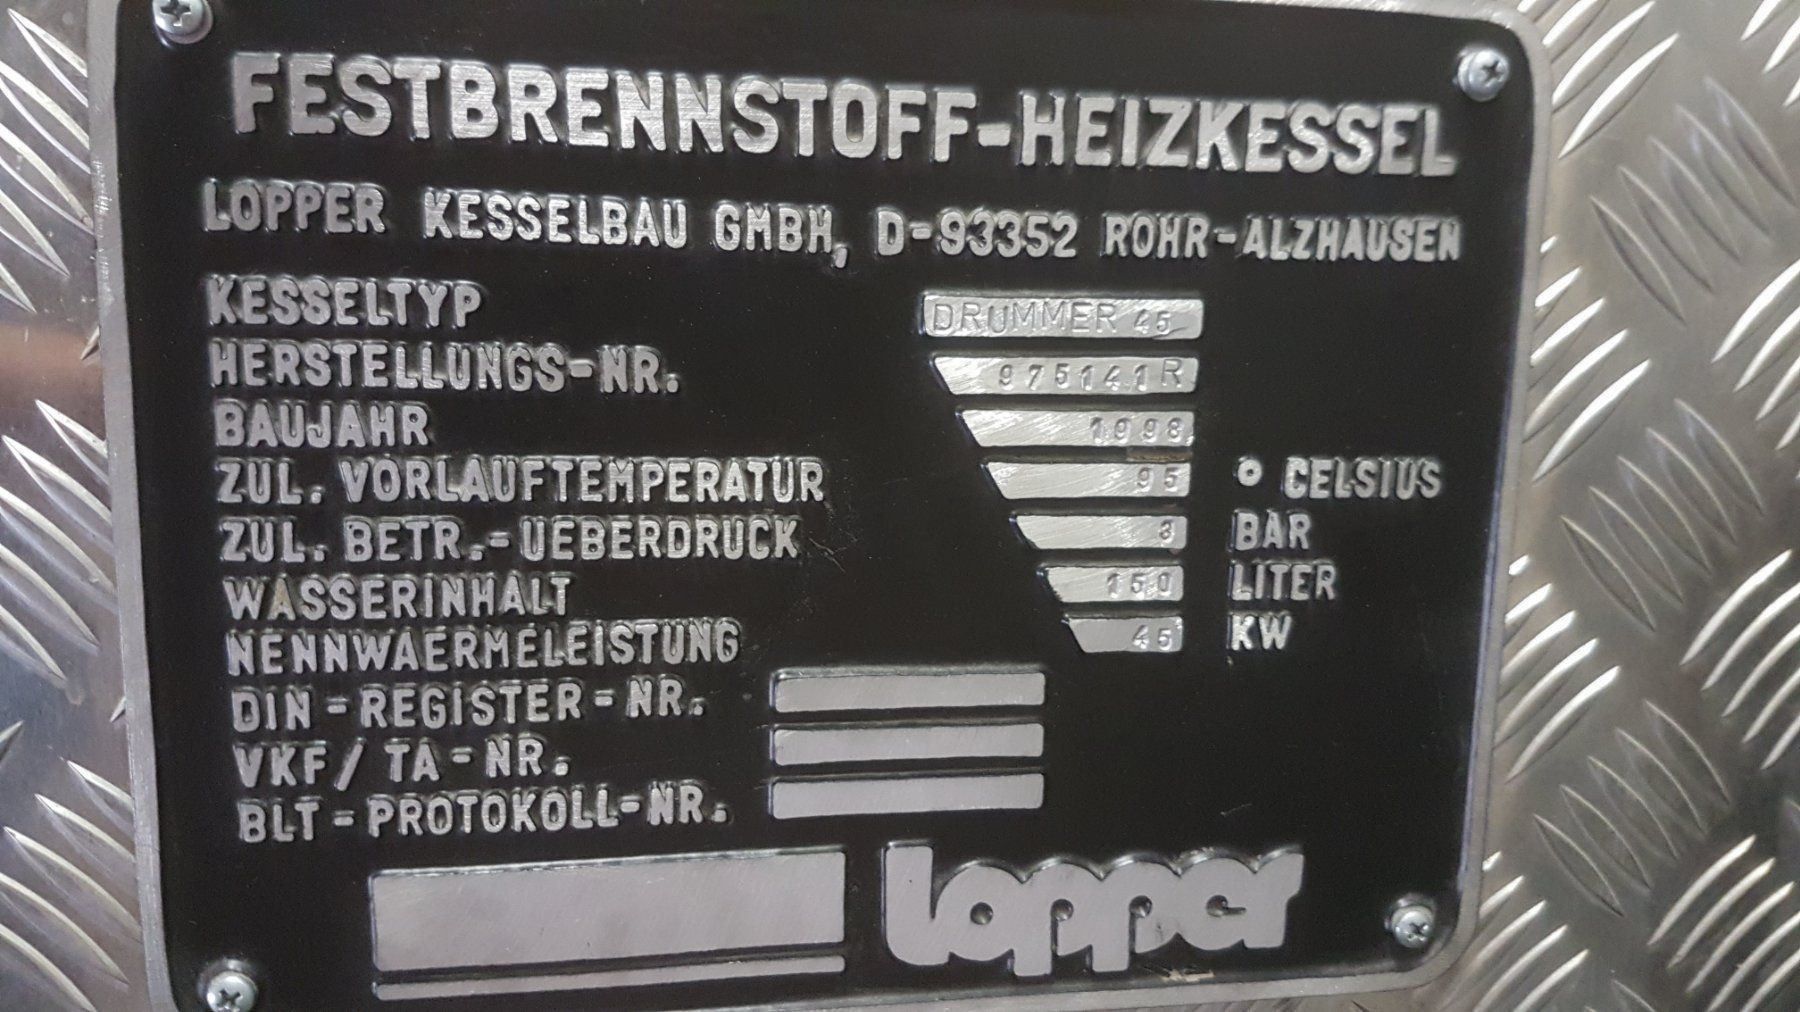 FESTBRENNSTOFF-HEIZKESSEL
LOPPER KESSELBAU GMBH, D-93352 ROHR-ALZHAUSEN
KESSELTYP DRUMMER 45
HERSTELLUNGS-NR. 975141R
BAUJAHR 1998
ZUL. VORLAUFTEMPERATUR 95 ° CELSIUS
ZUL. BETR.-UEBERDRUCK 3 BAR
WASSERINHALT 150 LITER
NENNWAERMELEISTUNG 45 KW
DIN-REGISTER-NR.
VKF/TA-NR.
BLT-PROTOKOLL-NR.
Lopper